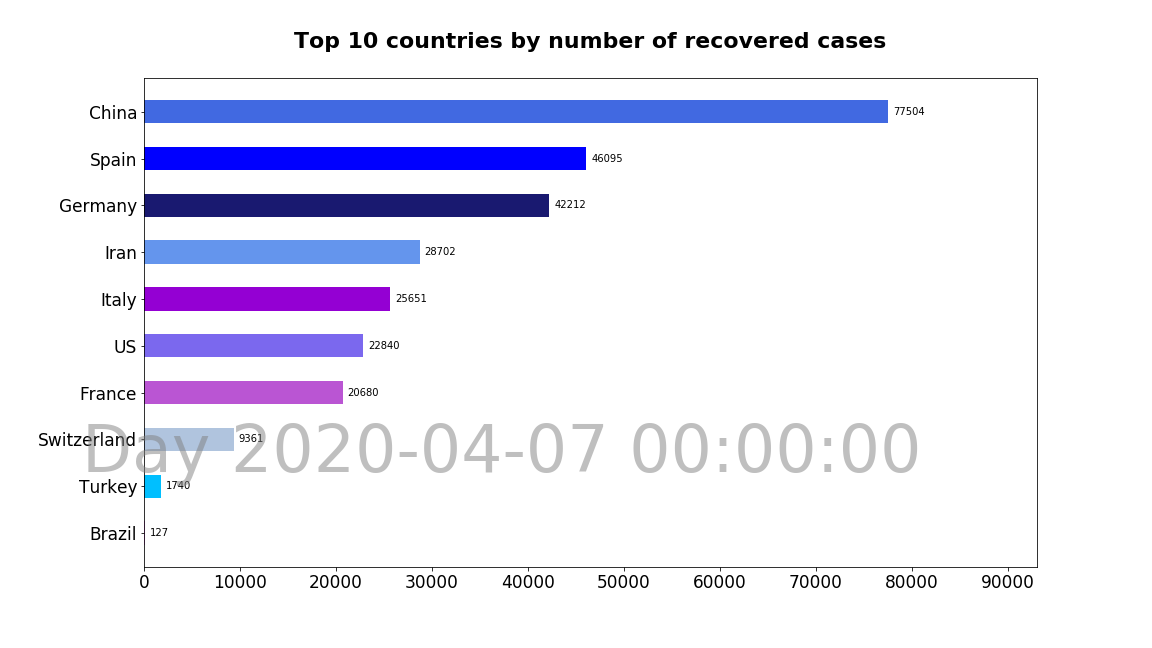 Top 10 countries by number of recovered cases
China 77504
Spain 46095
Germany 42212
Iran 28702
Italy 25651
US 22840
France 20680
Switzerland 9361
Day 2020-04-07 00:00:00
Turkey 1740
Brazil 127
0 10000 20000 30000 40000 50000 60000 70000 80000 90000